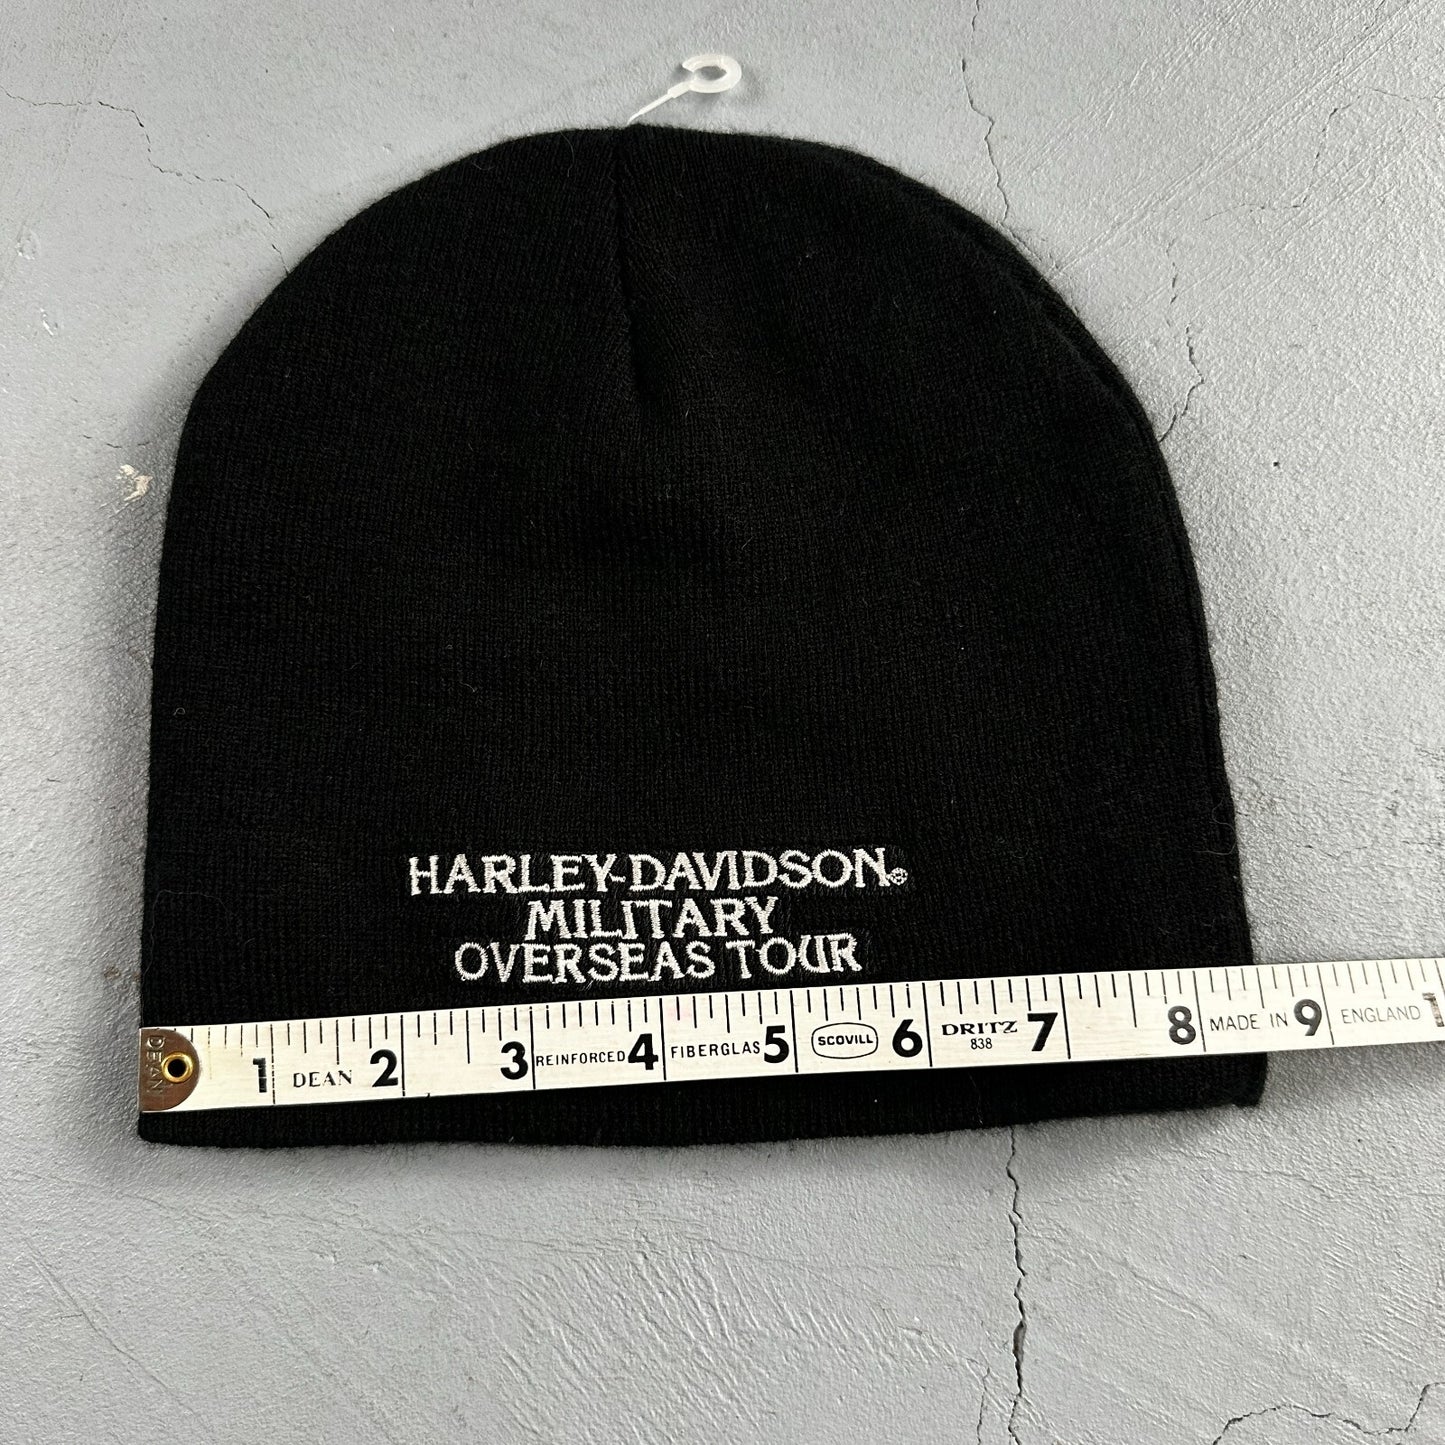 HARLEY-DAVIDSON®
MILITARY
OVERSEAS TOUR
DEAN 1 DEAN 2 3 REINFORCED 4 FIBERGLAS 5 SCOVILL 6 DRITZ 838 7 8 MADE IN 9 ENGLAND 1